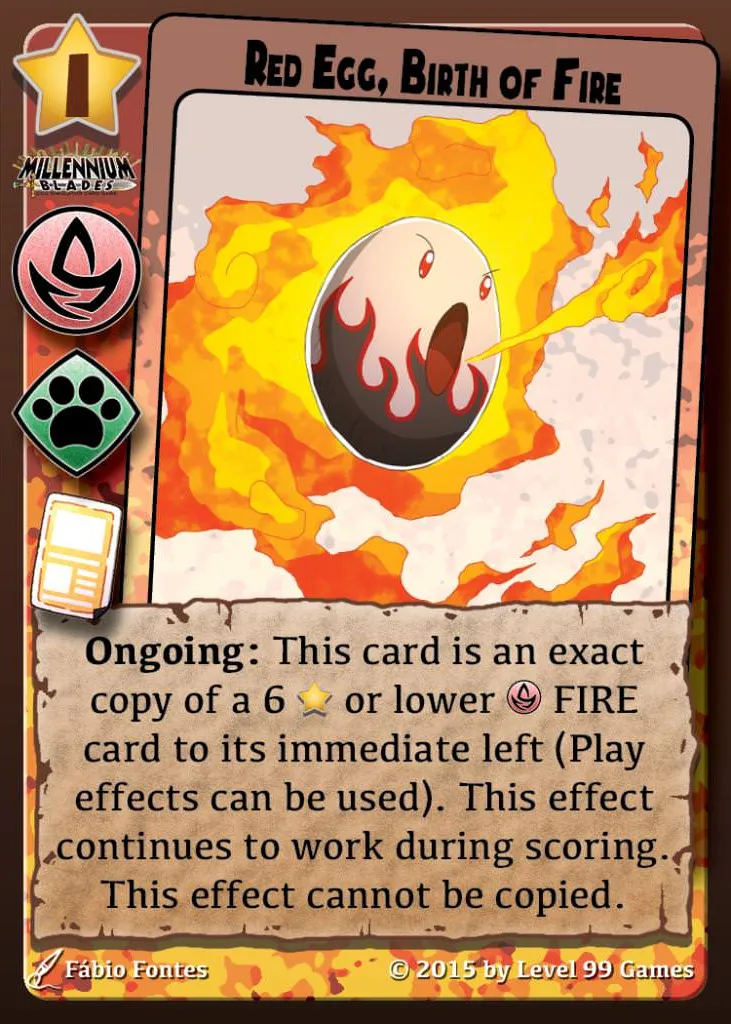 RED EGG, BIRTH OF FIRE
1
MILLENNIUM
BLADES
Ongoing: This card is an exact
copy of a 6 or lower FIRE
card to its immediate left (Play
effects can be used). This effect
continues to work during scoring.
This effect cannot be copied.
Fábio Fontes
© 2015 by Level 99 Games